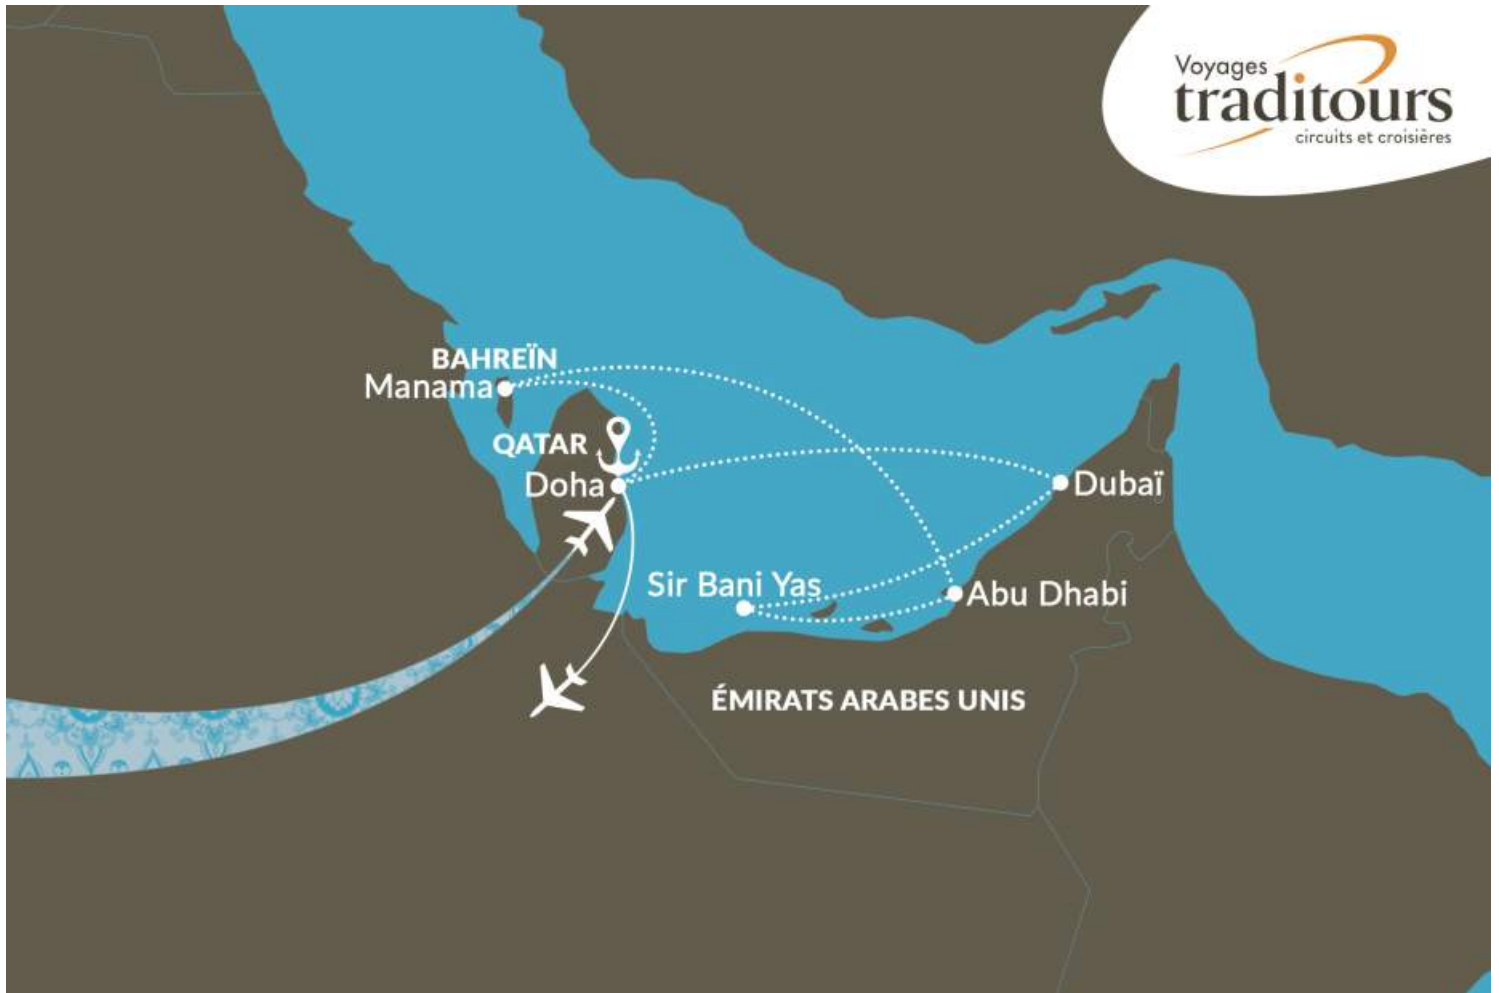 Voyages
traditours
circuits et croisières
BAHREÏN
Manama
QATAR
Doha
Dubaï
Sir Bani Yas
Abu Dhabi
ÉMIRATS ARABES UNIS